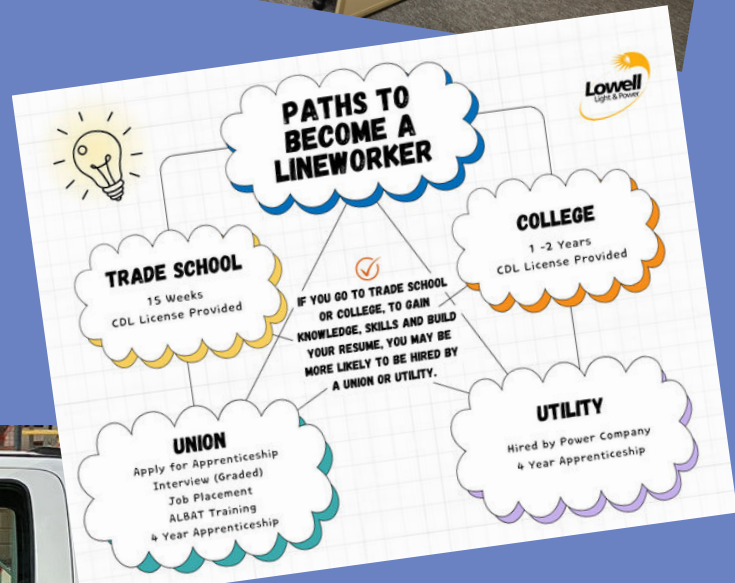 PATHS TO
BECOME A
LINEWORKER
Lowell
Light & Power
COLLEGE
1 -2 Years
CDL License Provided
TRADE SCHOOL
15 Weeks
CDL License Provided
IF YOU GO TO TRADE SCHOOL
OR COLLEGE, TO GAIN
KNOWLEDGE, SKILLS AND BUILD
YOUR RESUME, YOU MAY BE
MORE LIKELY TO BE HIRED BY
A UNION OR UTILITY.
UNION
Apply for Apprenticeship
Interview (Graded)
Job Placement
ALBAT Training
4 Year Apprenticeship
UTILITY
Hired by Power Company
4 Year Apprenticeship